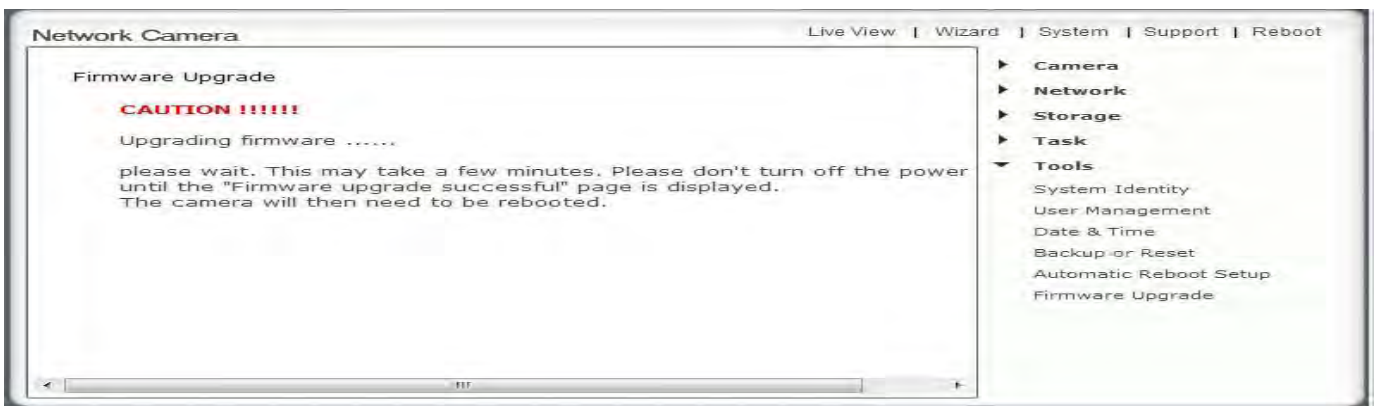 Network Camera
Live View | Wizard | System | Support | Reboot
Firmware Upgrade
CAUTION !!!!!!
Upgrading firmware ......
please wait. This may take a few minutes. Please don't turn off the power
until the "Firmware upgrade successful" page is displayed.
The camera will then need to be rebooted.
Camera
Network
Storage
Task
Tools
System Identity
User Management
Date & Time
Backup or Reset
Automatic Reboot Setup
Firmware Upgrade